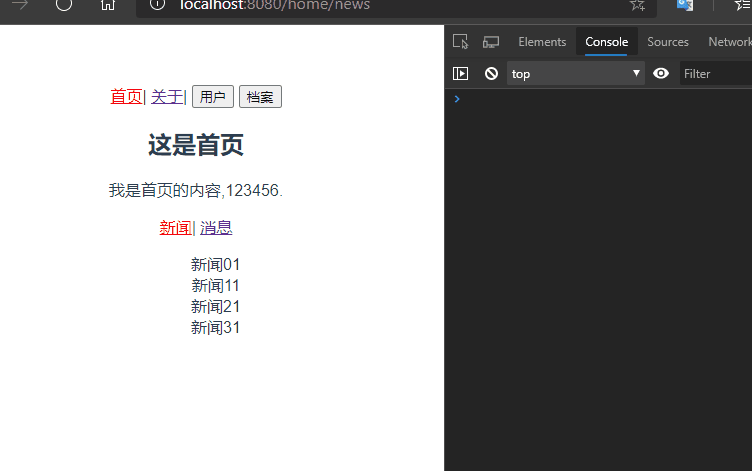 localhost:8080/home/news
Elements Console Sources Network
top Filter
首页| 关于| 用户 档案
这是首页
我是首页的内容,123456.
新闻| 消息
新闻01
新闻11
新闻21
新闻31